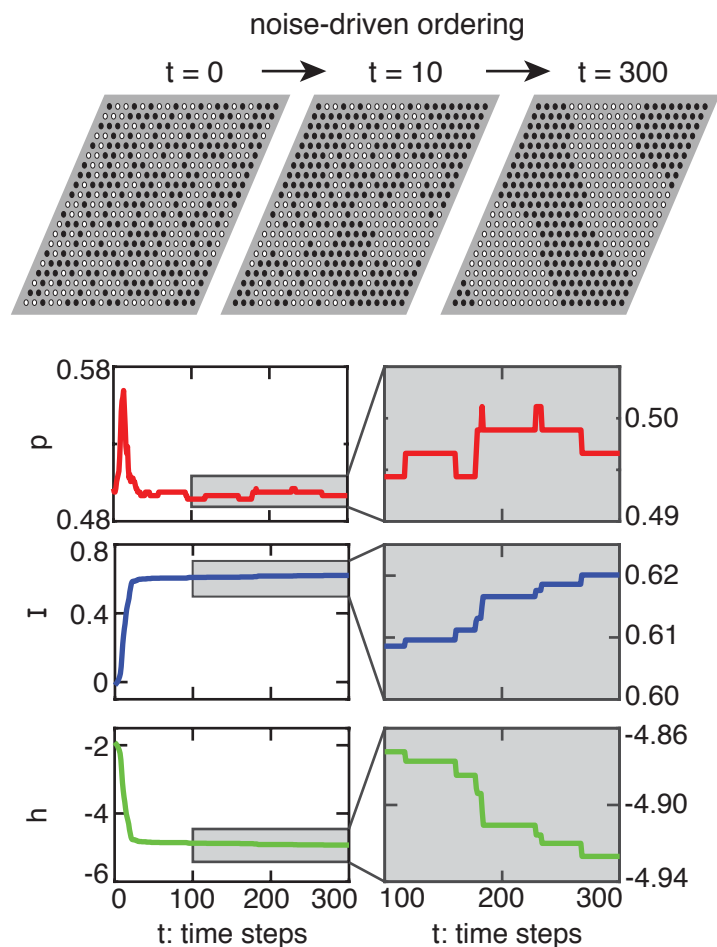 noise-driven ordering
t = 0 t = 10 t = 300
0.58
p
0.48
0.50
0.49
0.8
I
0.4
0
0.62
0.61
0.60
-2
h
-4
-6
-4.86
-4.90
-4.94
0 100 200 300
100 200 300
t: time steps t: time steps